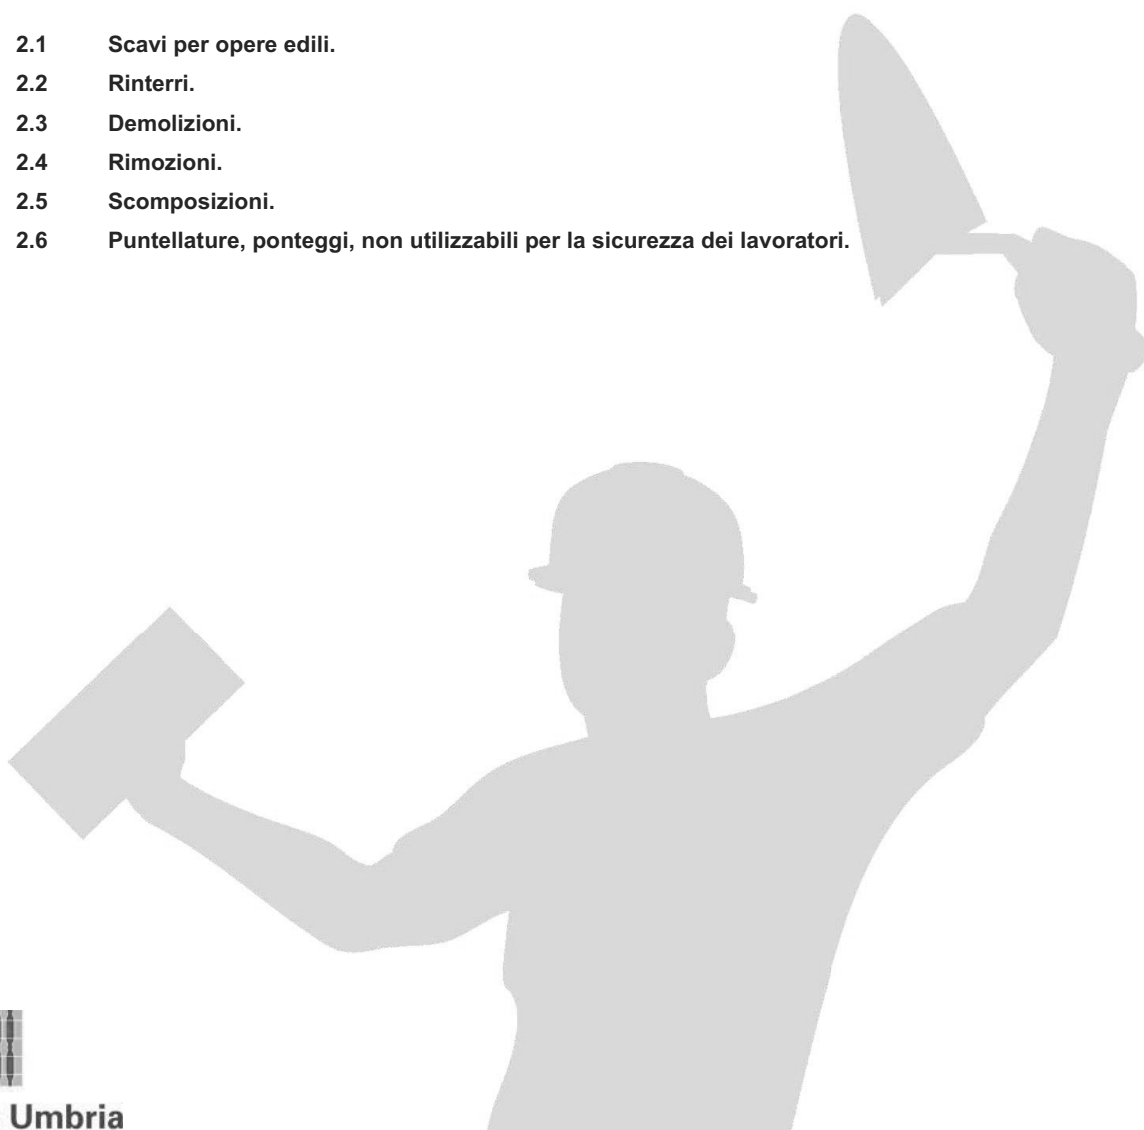 2.1 Scavi per opere edili.
2.2 Rinterri.
2.3 Demolizioni.
2.4 Rimozioni.
2.5 Scomposizioni.
2.6 Puntellature, ponteggi, non utilizzabili per la sicurezza dei lavoratori.
Umbria